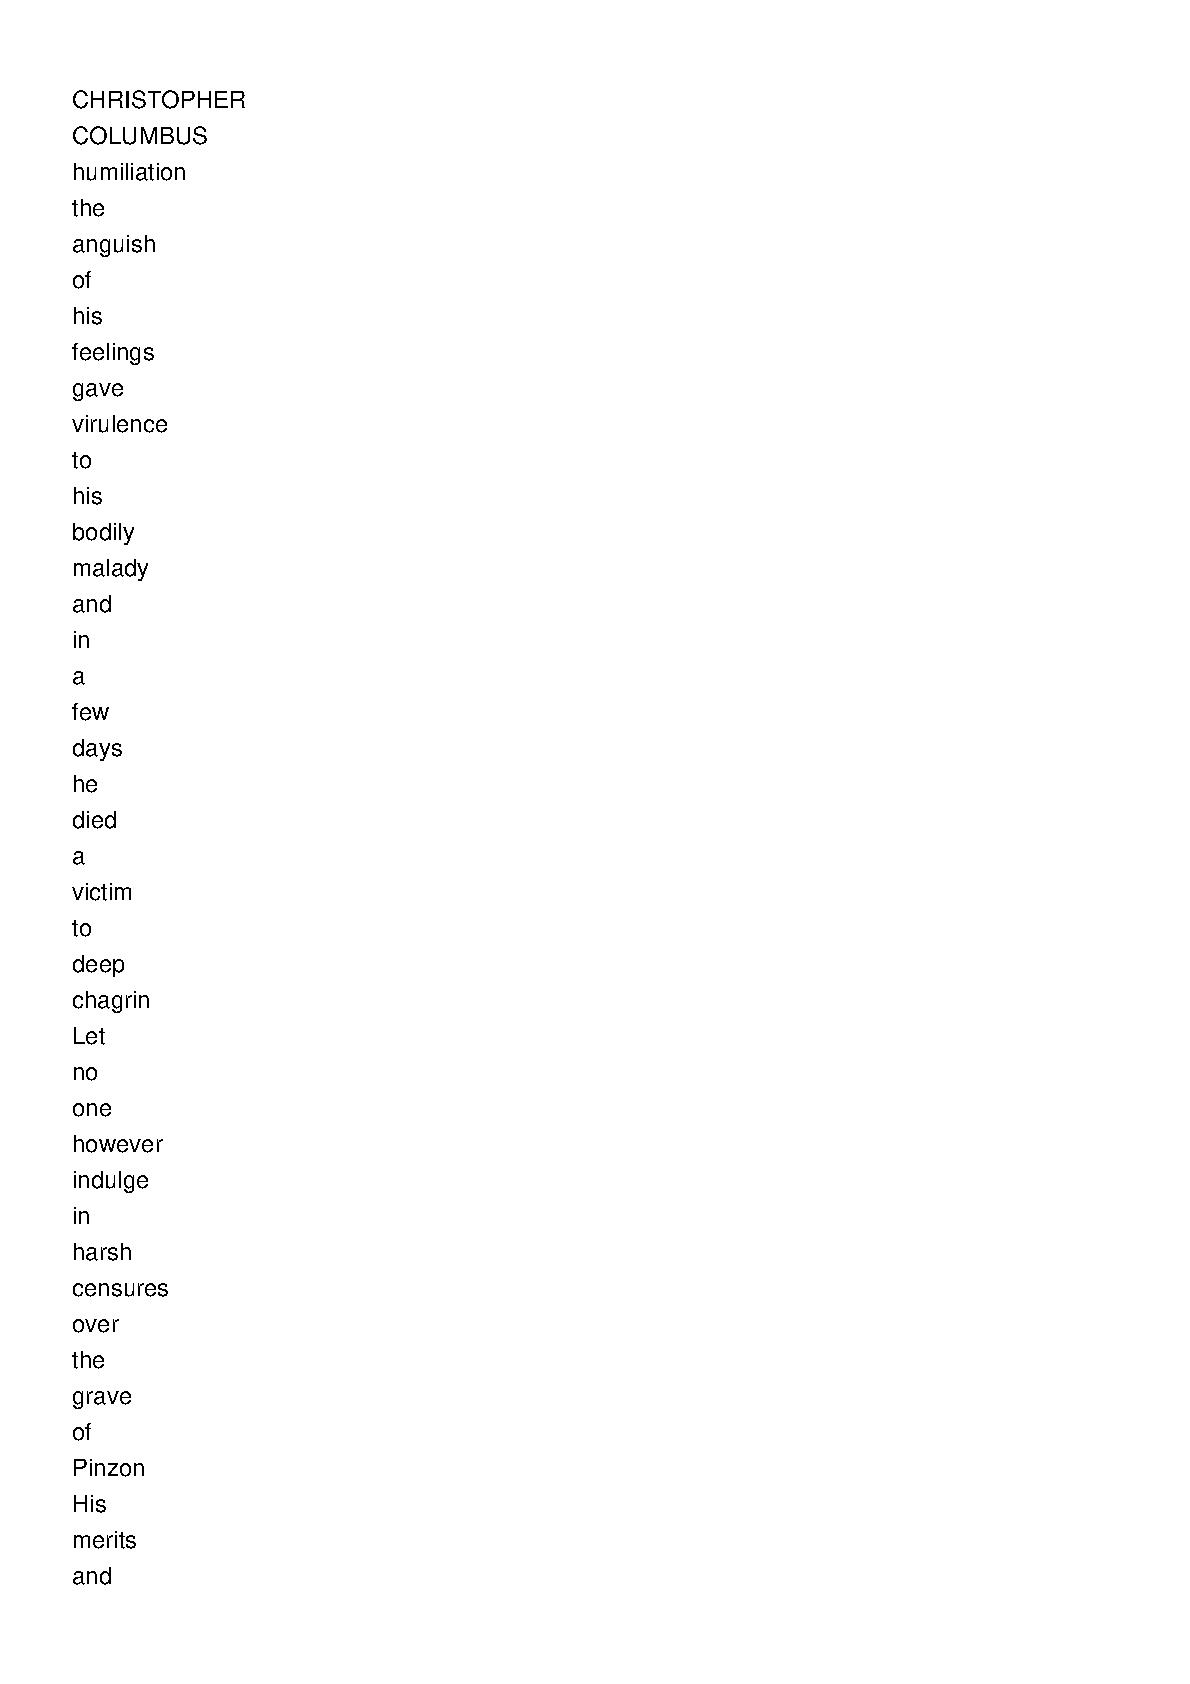 CHRISTOPHER
COLUMBUS
humiliation
the
anguish
of
his
feelings
gave
virulence
to
his
bodily
malady
and
in
a
few
days
he
died
a
victim
to
deep
chagrin
Let
no
one
however
indulge
in
harsh
censures
over
the
grave
of
Pinzon
His
merits
and